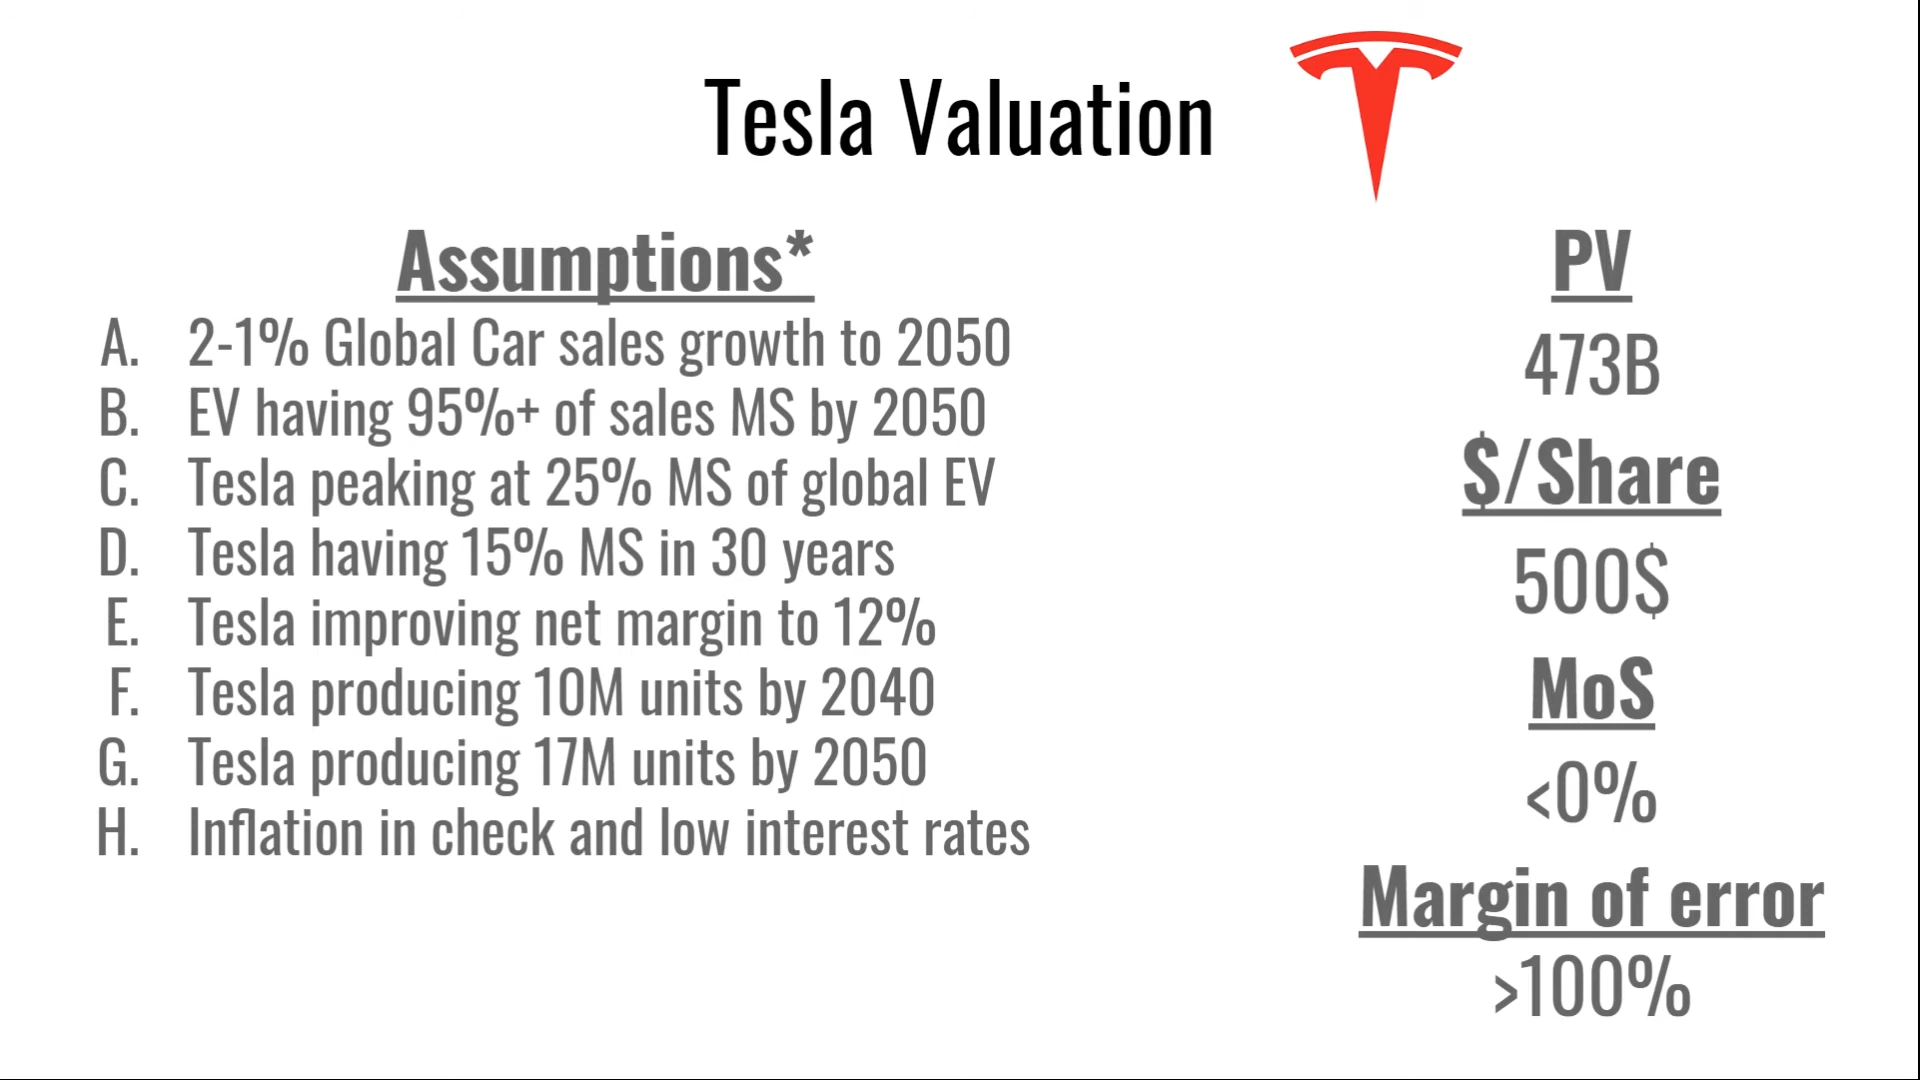 Tesla Valuation
Assumptions*
A. 2-1% Global Car sales growth to 2050
B. EV having 95%+ of sales MS by 2050
C. Tesla peaking at 25% MS of global EV
D. Tesla having 15% MS in 30 years
E. Tesla improving net margin to 12%
F. Tesla producing 10M units by 2040
G. Tesla producing 17M units by 2050
H. Inflation in check and low interest rates
PV
473B
$/Share
500$
MoS
<0%
Margin of error
>100%